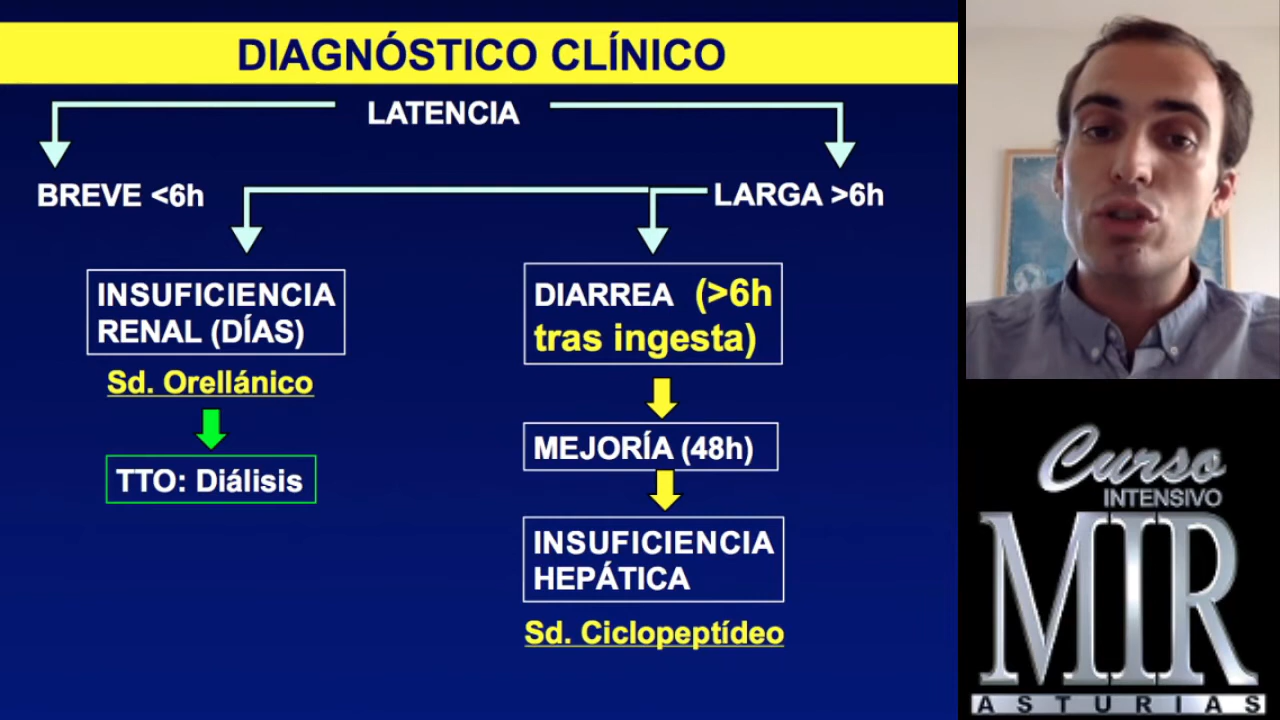 DIAGNÓSTICO CLÍNICO
LATENCIA
BREVE <6h
LARGA >6h
INSUFICIENCIA
RENAL (DÍAS)
Sd. Orellánico
TTO: Diálisis
DIARREA (>6h
tras ingesta)
MEJORÍA (48h)
INSUFICIENCIA
HEPÁTICA
Sd. Ciclopeptídeo
Curso
INTENSIVO
MIR
ASTURIAS